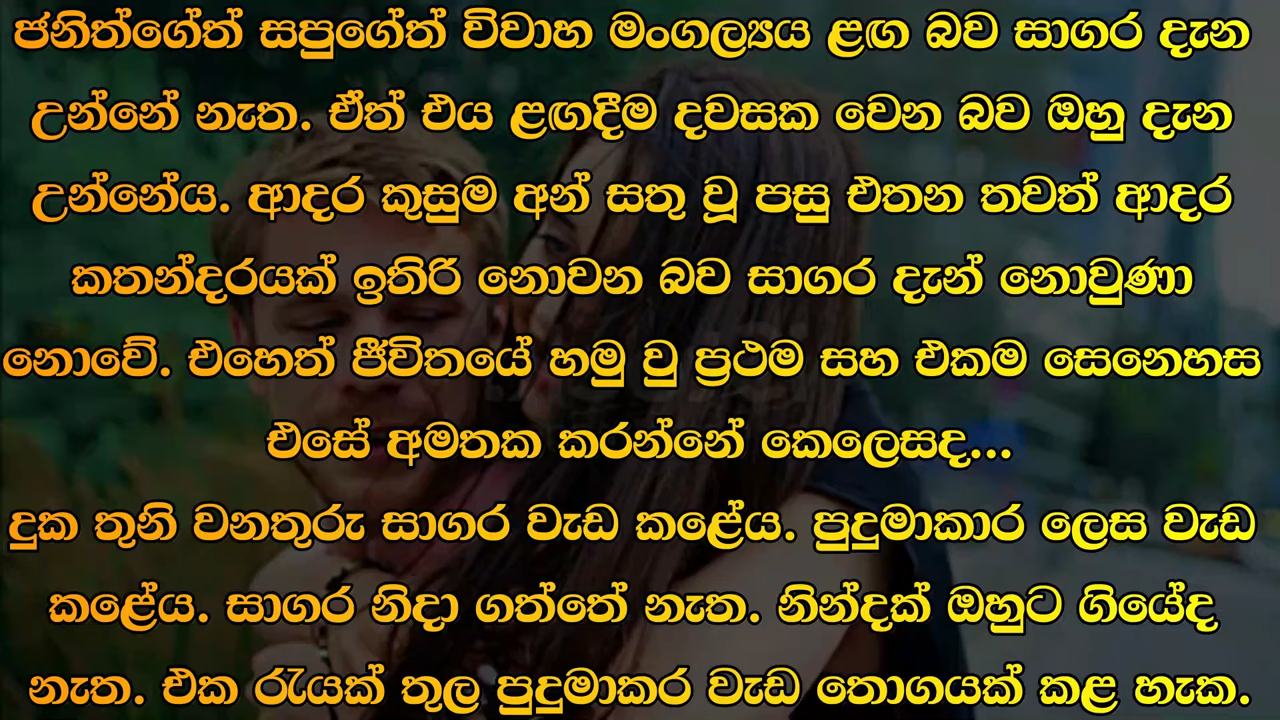 ජනිත්ගේත් සපුගේත් විවාහ මංගල්‍යය ළඟ බව සාගර දැන
උන්නේ නැත. ඒත් එය ළඟදීම දවසක වෙන බව ඔහු දැන
උන්නේය. ආදර කුසුම අන් සතු වූ පසු එතන තවත් ආදර
කතන්දරයක් ඉතිරි නොවන බව සාගර දැන් නොවුණා
නොවේ. එහෙත් ජීවිතයේ හමු වු ප්‍රථම සහ එකම සෙනෙහස
එසේ අමතක කරන්නේ කෙලෙසද...
දුක තුනි වනතුරු සාගර වැඩ කළේය. පුදුමාකාර ලෙස වැඩ
කළේය. සාගර නිදා ගත්තේ නැත. නින්දක් ඔහුට ගියේද
නැත. එක රැයක් තුල පුදුමාකර වැඩ තොගයක් කළ හැක.